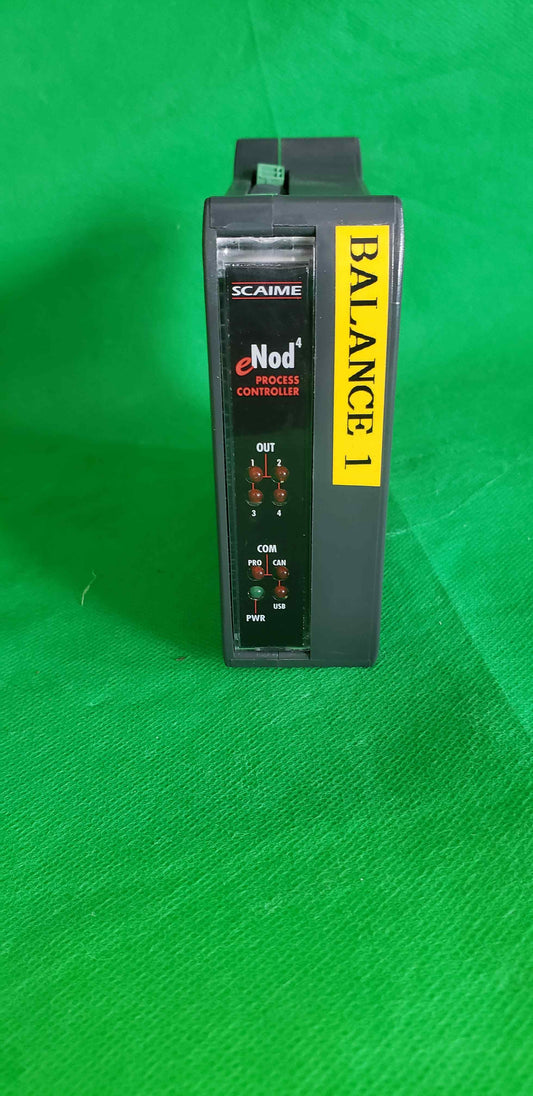 SCAIME
eNod4
PROCESS
CONTROLLER
OUT
1 2
3 4
COM
PRO CAN
USB
PWR
BALANCE 1